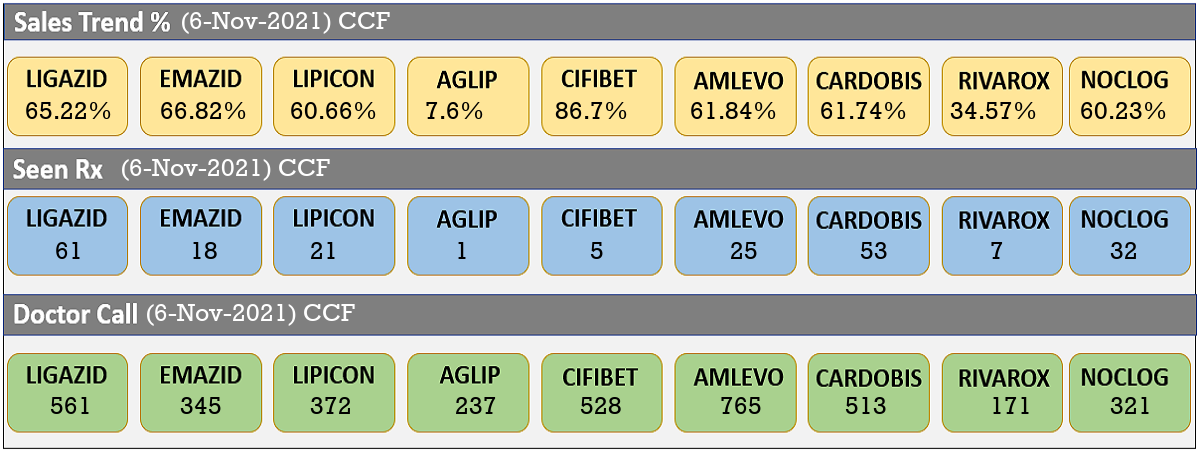 Sales Trend % (6-Nov-2021) CCF
LIGAZID EMAZID LIPICON AGLIP CIFIBET AMLEVO CARDOBIS RIVAROX NOCLOG
65.22% 66.82% 60.66% 7.6% 86.7% 61.84% 61.74% 34.57% 60.23%
Seen Rx (6-Nov-2021) CCF
LIGAZID EMAZID LIPICON AGLIP CIFIBET AMLEVO CARDOBIS RIVAROX NOCLOG
61 18 21 1 5 25 53 7 32
Doctor Call (6-Nov-2021) CCF
LIGAZID EMAZID LIPICON AGLIP CIFIBET AMLEVO CARDOBIS RIVAROX NOCLOG
561 345 372 237 528 765 513 171 321